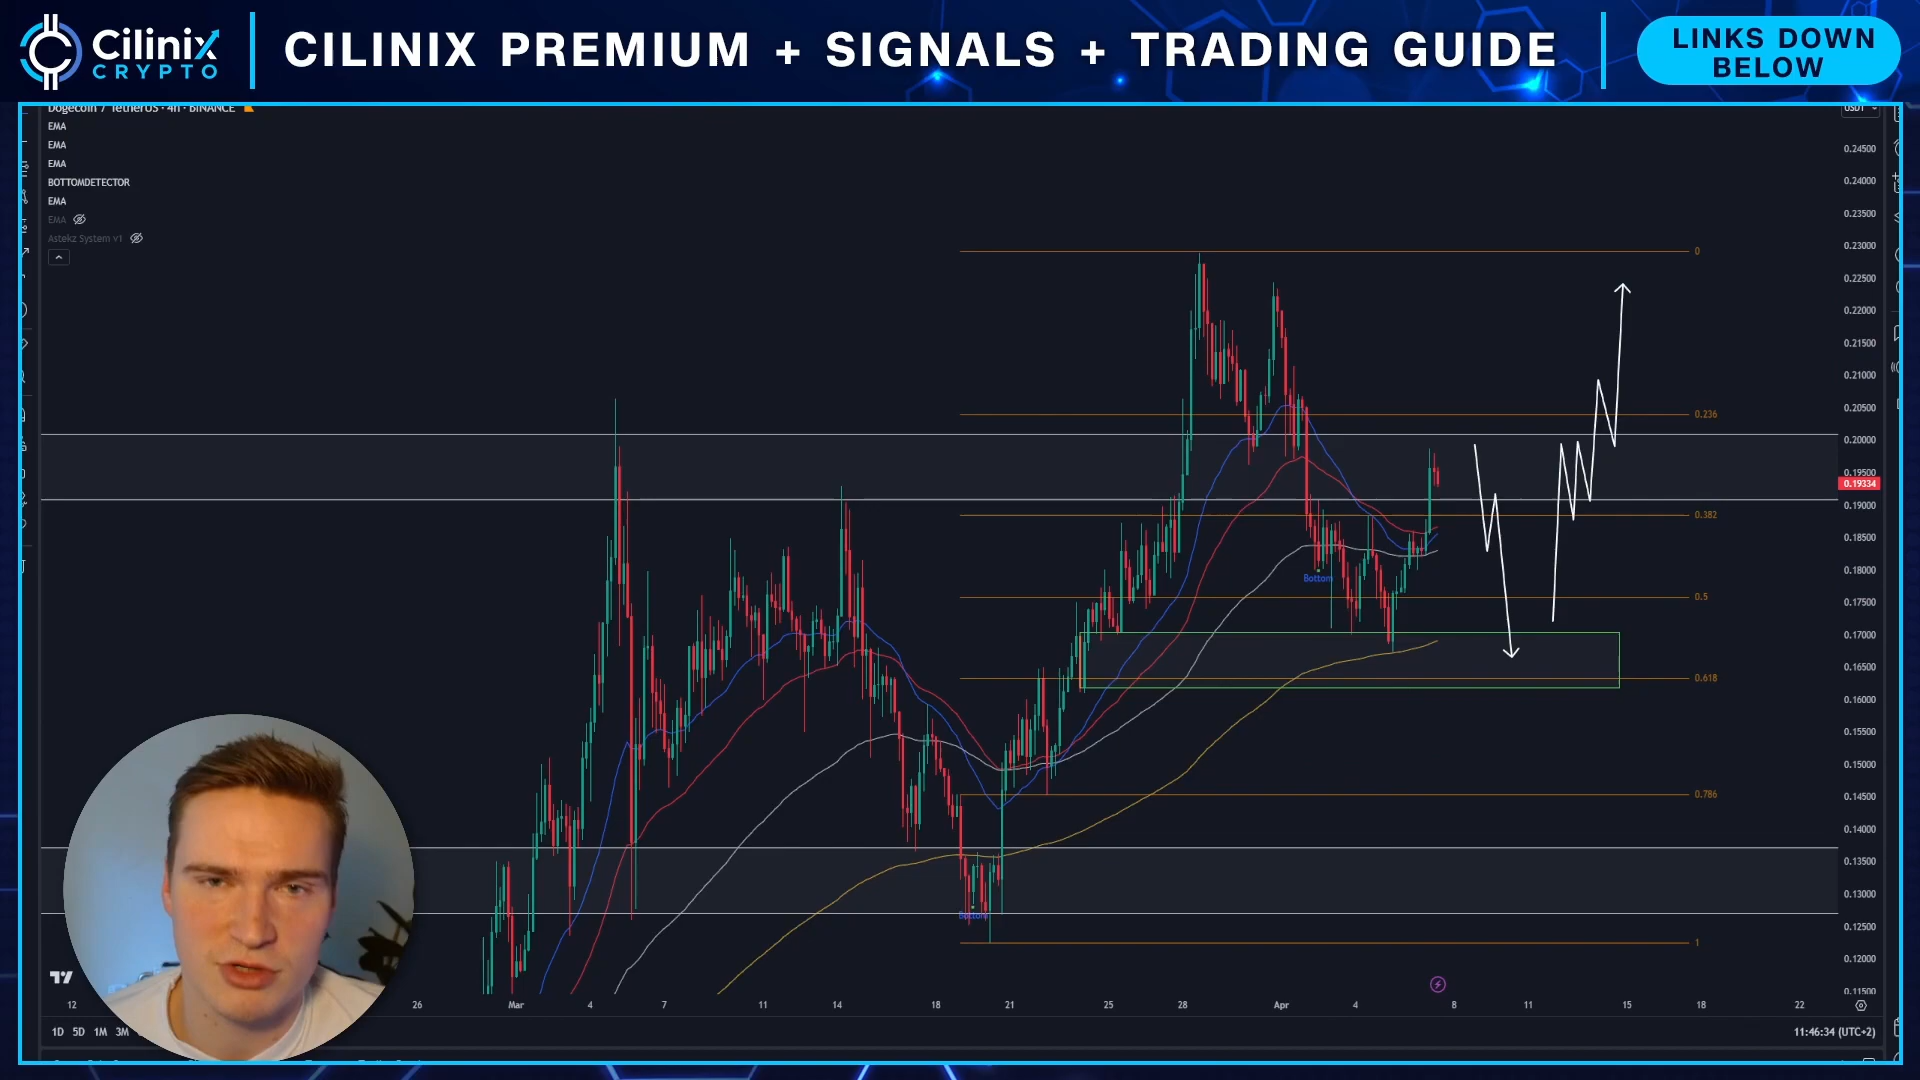 Cilinix
CRYPTO
CILINIX PREMIUM + SIGNALS + TRADING GUIDE
LINKS DOWN
BELOW
Dogecoin / TetherUS · 4h · BINANCE
USDT
EMA
EMA
EMA
BOTTOMDETECTOR
EMA
EMA
Astekz System v1
0.24500
0.24000
0.23500
0.23000
0.22500
0.22000
0.21500
0.21000
0.20500
0.20000
0.19500
0.19334
0.19000
0.18500
0.18000
0.17500
0.17000
0.16500
0.16000
0.15500
0.15000
0.14500
0.14000
0.13500
0.13000
0.12500
0.12000
0.11500
0
0.236
0.382
0.5
0.618
0.786
1
Bottom
Bottom
12
26
Mar
4
7
11
14
18
21
25
28
Apr
4
8
11
15
18
22
1D 5D 1M 3M
11:46:34 (UTC+2)